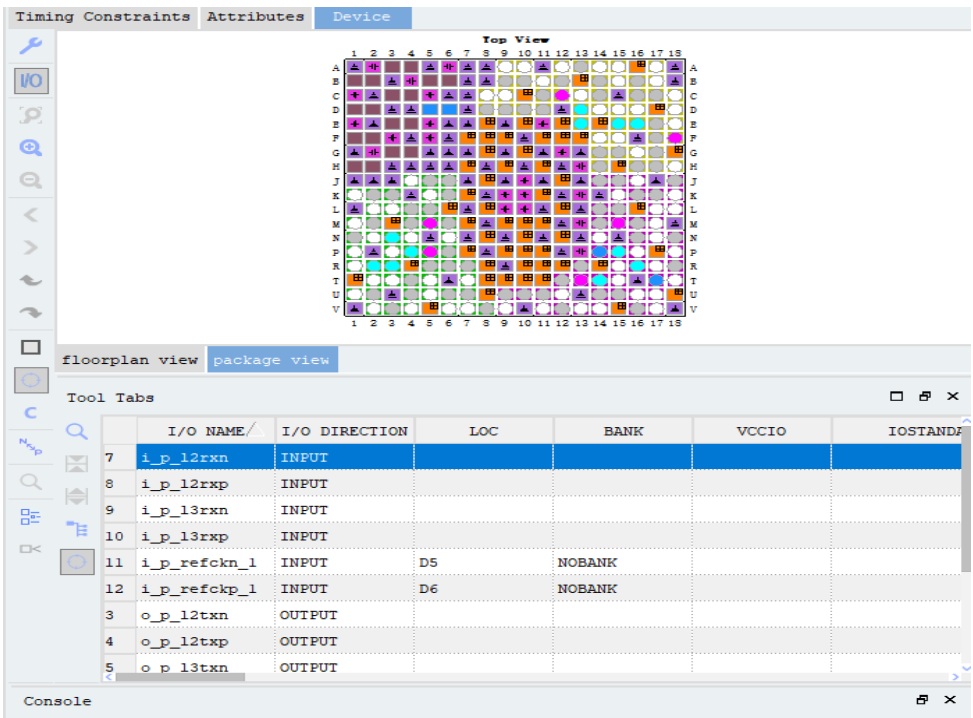 Timing Constraints Attributes Device
Top View
1 2 3 4 5 6 7 8 9 10 11 12 13 14 15 16 17 18
A A
B B
C C
D D
E E
F F
G G
H H
J J
K K
L L
M M
N N
P P
R R
T T
U U
V V
1 2 3 4 5 6 7 8 9 10 11 12 13 14 15 16 17 18
I/O
C
floorplan view package view
Tool Tabs
I/O NAME I/O DIRECTION LOC BANK VCCIO IOSTANDA
7 i_p_l2rxn INPUT
8 i_p_l2rxp INPUT
9 i_p_l3rxn INPUT
10 i_p_l3rxp INPUT
11 i_p_refckn_1 INPUT D5 NOBANK
12 i_p_refckp_1 INPUT D6 NOBANK
3 o_p_l2txn OUTPUT
4 o_p_l2txp OUTPUT
5 o_p_l3txn OUTPUT
Console